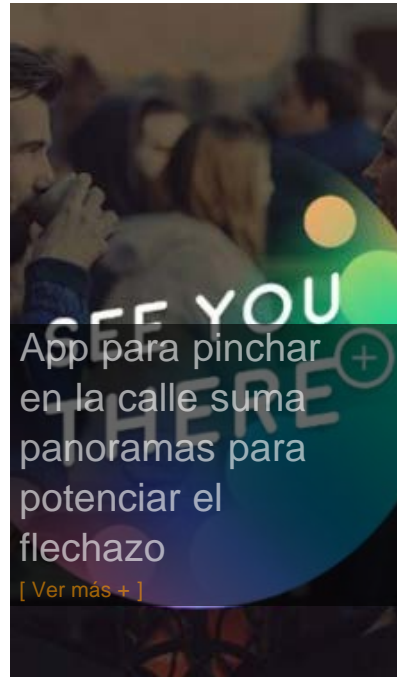 SEE YOU
THERE +
App para pinchar
en la calle suma
panoramas para
potenciar el
flechazo
[ Ver más + ]